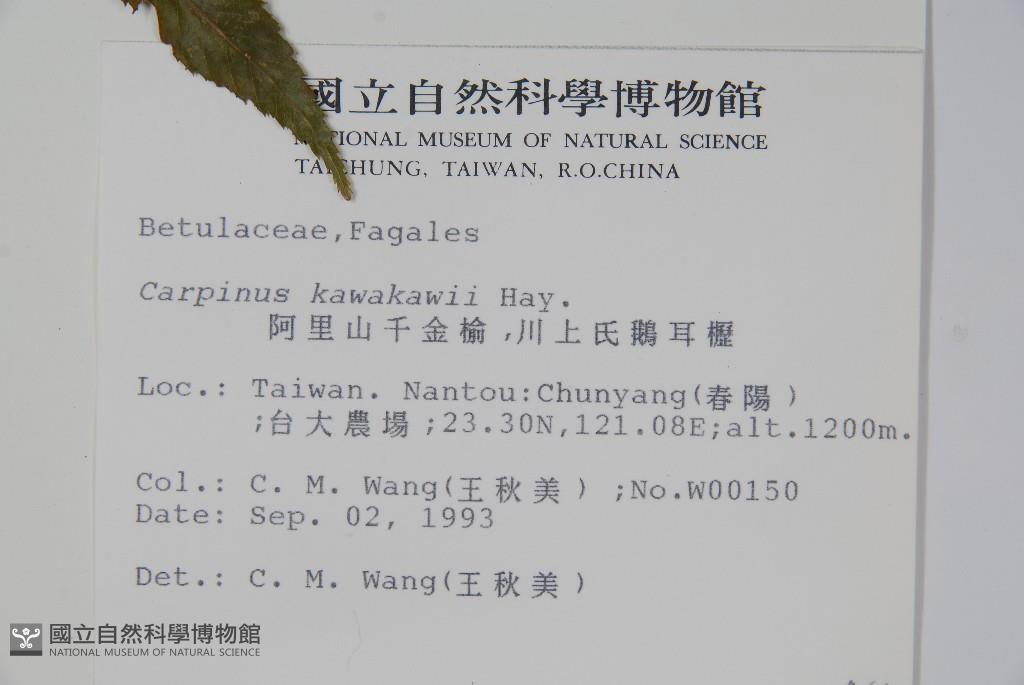 國立自然科學博物館
NATIONAL MUSEUM OF NATURAL SCIENCE
TAICHUNG, TAIWAN, R.O.CHINA
Betulaceae,Fagales
Carpinus kawakawii Hay.
阿里山千金榆,川上氏鵝耳櫪
Loc.: Taiwan. Nantou:Chunyang(春陽)
;台大農場;23.30N,121.08E;alt.1200m.
Col.: C. M. Wang(王秋美) ;No.W00150
Date: Sep. 02, 1993
Det.: C. M. Wang(王秋美)
國立自然科學博物館
NATIONAL MUSEUM OF NATURAL SCIENCE